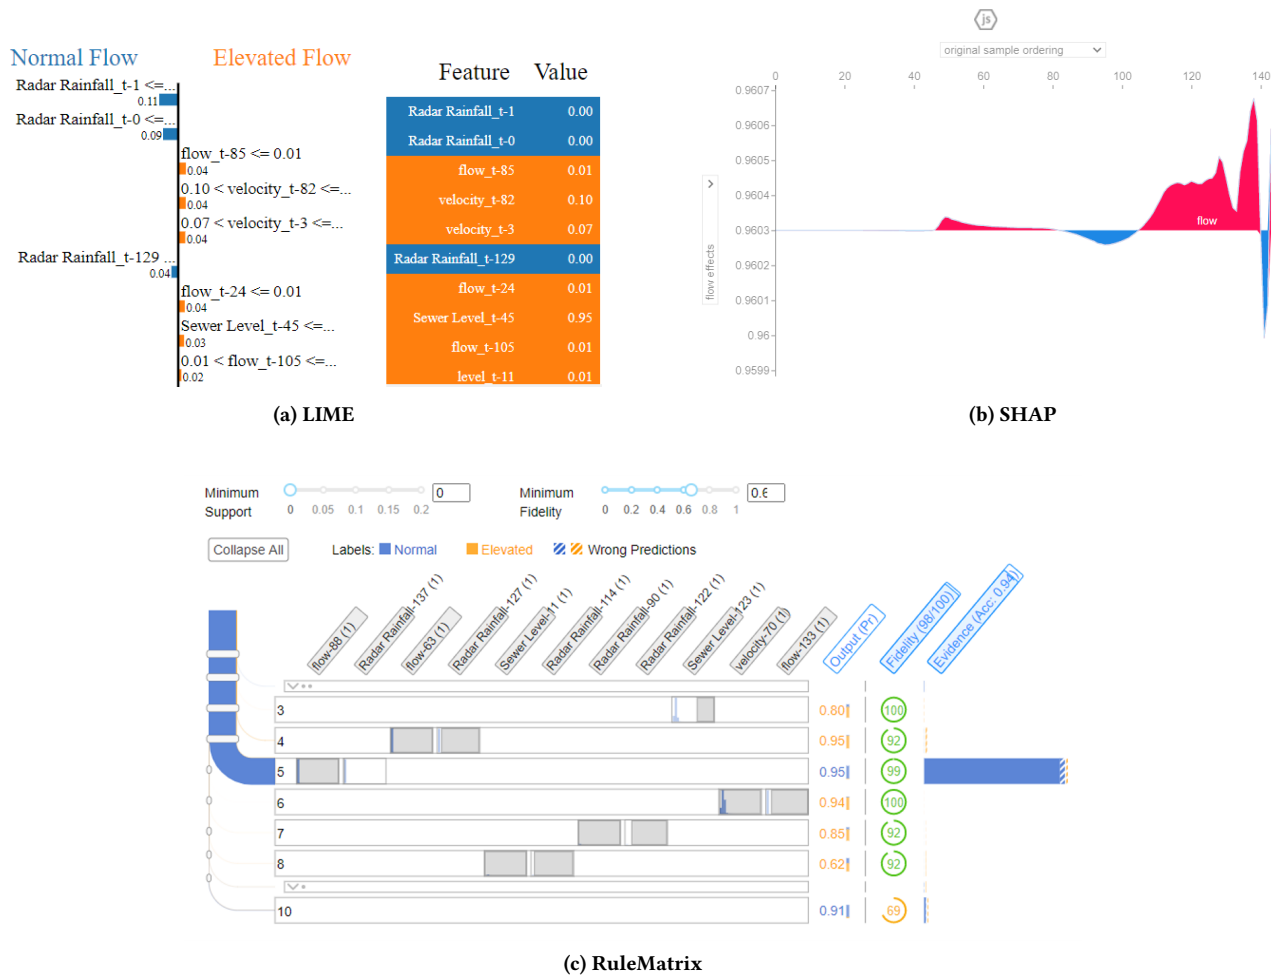 Normal Flow
Elevated Flow
Radar Rainfall_t-1 <=...
0.11
Radar Rainfall_t-0 <=...
0.09
flow_t-85 <= 0.01
0.04
0.10 < velocity_t-82 <=...
0.04
0.07 < velocity_t-3 <=...
0.04
Radar Rainfall_t-129 ...
0.04
flow_t-24 <= 0.01
0.04
Sewer Level_t-45 <=...
0.03
0.01 < flow_t-105 <=...
0.02
Feature Value
Radar Rainfall_t-1 0.00
Radar Rainfall_t-0 0.00
flow_t-85 0.01
velocity_t-82 0.10
velocity_t-3 0.07
Radar Rainfall_t-129 0.00
flow_t-24 0.01
Sewer Level_t-45 0.95
flow_t-105 0.01
level_t-11 0.01
(a) LIME
js
original sample ordering
0 20 40 60 80 100 120 140
0.9607
0.9606
0.9605
0.9604
0.9603
0.9602
0.9601
0.96
0.9599
flow effects
flow
(b) SHAP
Minimum Support
0
0 0.05 0.1 0.15 0.2
Minimum Fidelity
0.6
0 0.2 0.4 0.6 0.8 1
Collapse All
Labels: Normal Elevated Wrong Predictions
flow-88 (1)
Radar Rainfall-137 (1)
flow-63 (1)
Radar Rainfall-127 (1)
Sewer Level-11 (1)
Radar Rainfall-114 (1)
Radar Rainfall-90 (1)
Radar Rainfall-122 (1)
Sewer Level-123 (1)
velocity-70 (1)
flow-133 (1)
Output (Pr)
Fidelity (98/100)
Evidence (Acc: 0.94)
3 0.80 100
4 0.95 92
5 0.95 99
6 0.94 100
7 0.85 92
8 0.62 92
10 0.91 69
0
0
0
0
0
(c) RuleMatrix